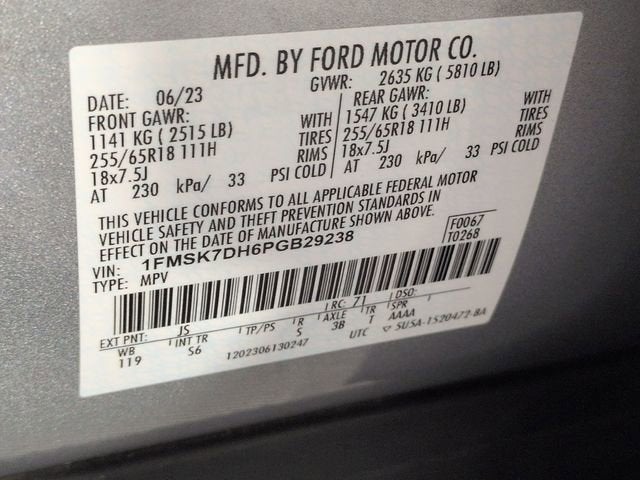 MFD. BY FORD MOTOR CO.
DATE: 06/23 GVWR: 2635 KG ( 5810 LB)
FRONT GAWR: REAR GAWR:
1141 KG ( 2515 LB) WITH 1547 KG ( 3410 LB) WITH
255/65R18 111H TIRES 255/65R18 111H TIRES
18x7.5J RIMS 18x7.5J RIMS
AT 230 kPa/ 33 PSI COLD AT 230 kPa/ 33 PSI COLD
THIS VEHICLE CONFORMS TO ALL APPLICABLE FEDERAL MOTOR
VEHICLE SAFETY AND THEFT PREVENTION STANDARDS IN
EFFECT ON THE DATE OF MANUFACTURE SHOWN ABOVE.
F0067
T0268
VIN: 1FMSK7DH6PGB29238
TYPE: MPV
EXT PNT: JS RC: 71 DSO:
WB INT TR TP/PS R AXLE TR SPR
119 S6 S 3B T AAAA
1202306130247 UTC ▽ 5U5A-1520472-BA